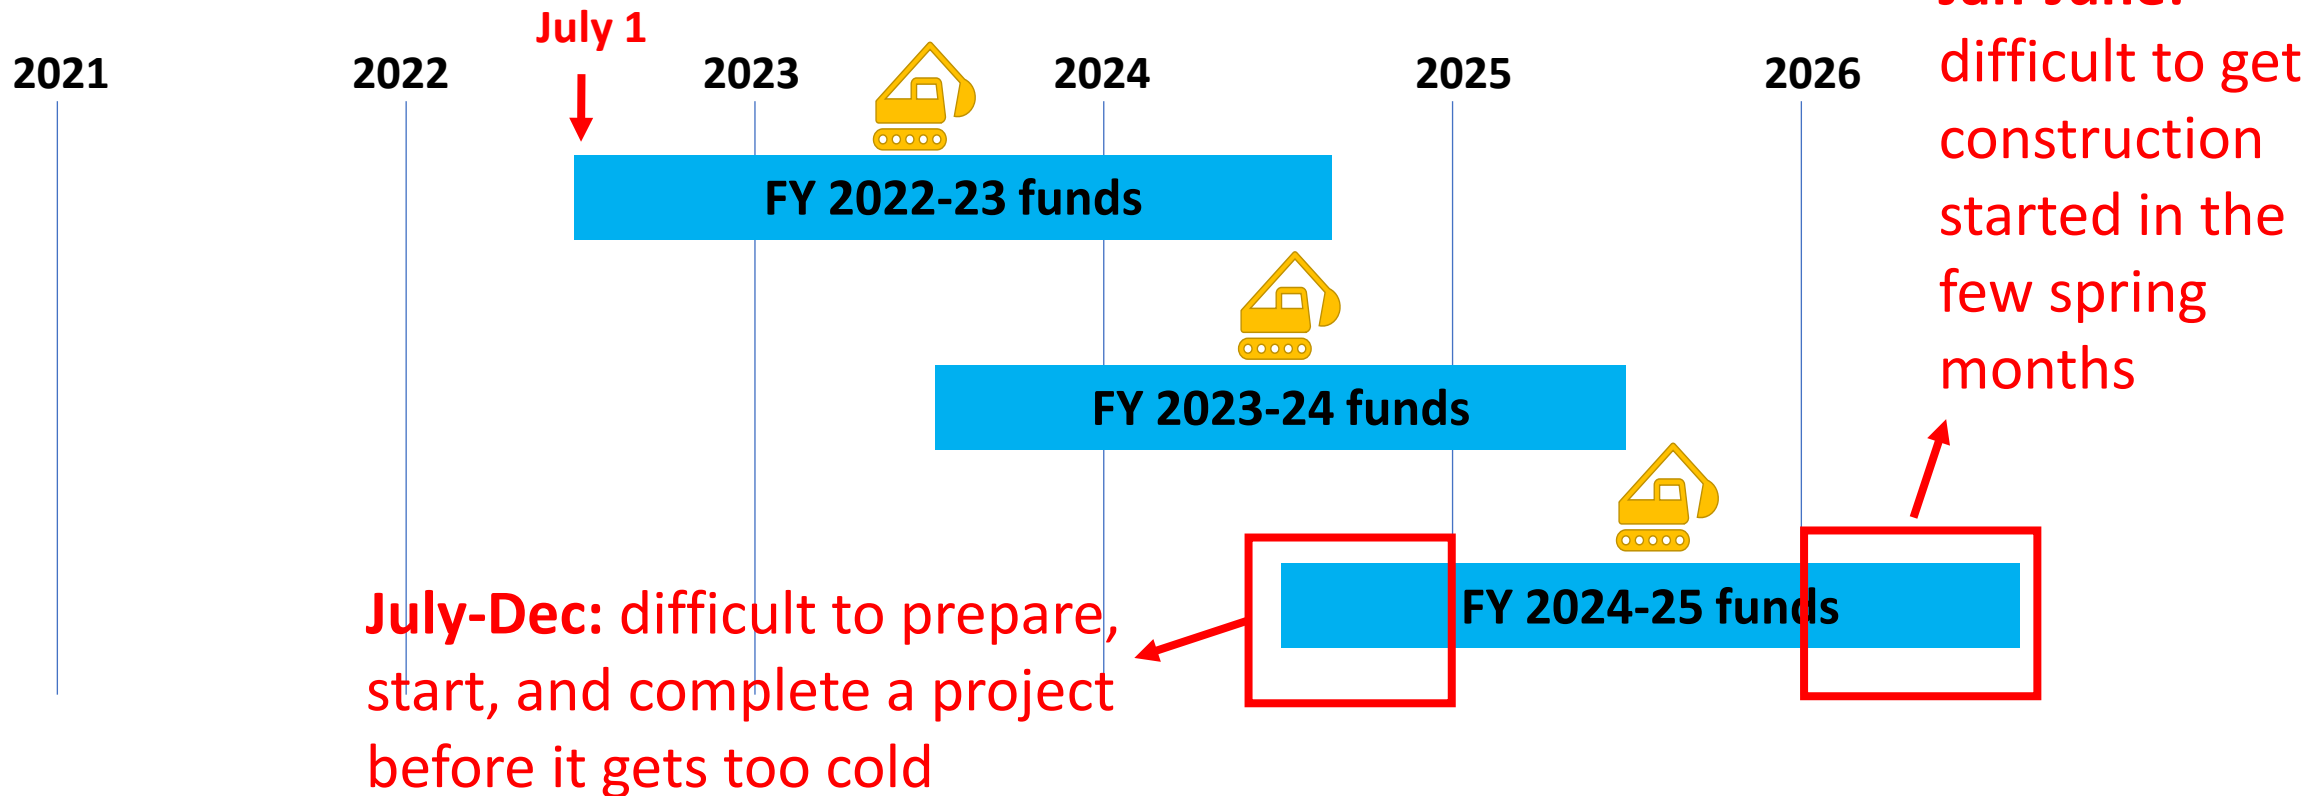 July 1
2021 2022 2023 2024 2025 2026
difficult to get
construction
started in the
few spring
months
FY 2022-23 funds
FY 2023-24 funds
FY 2024-25 funds
July-Dec: difficult to prepare,
start, and complete a project
before it gets too cold